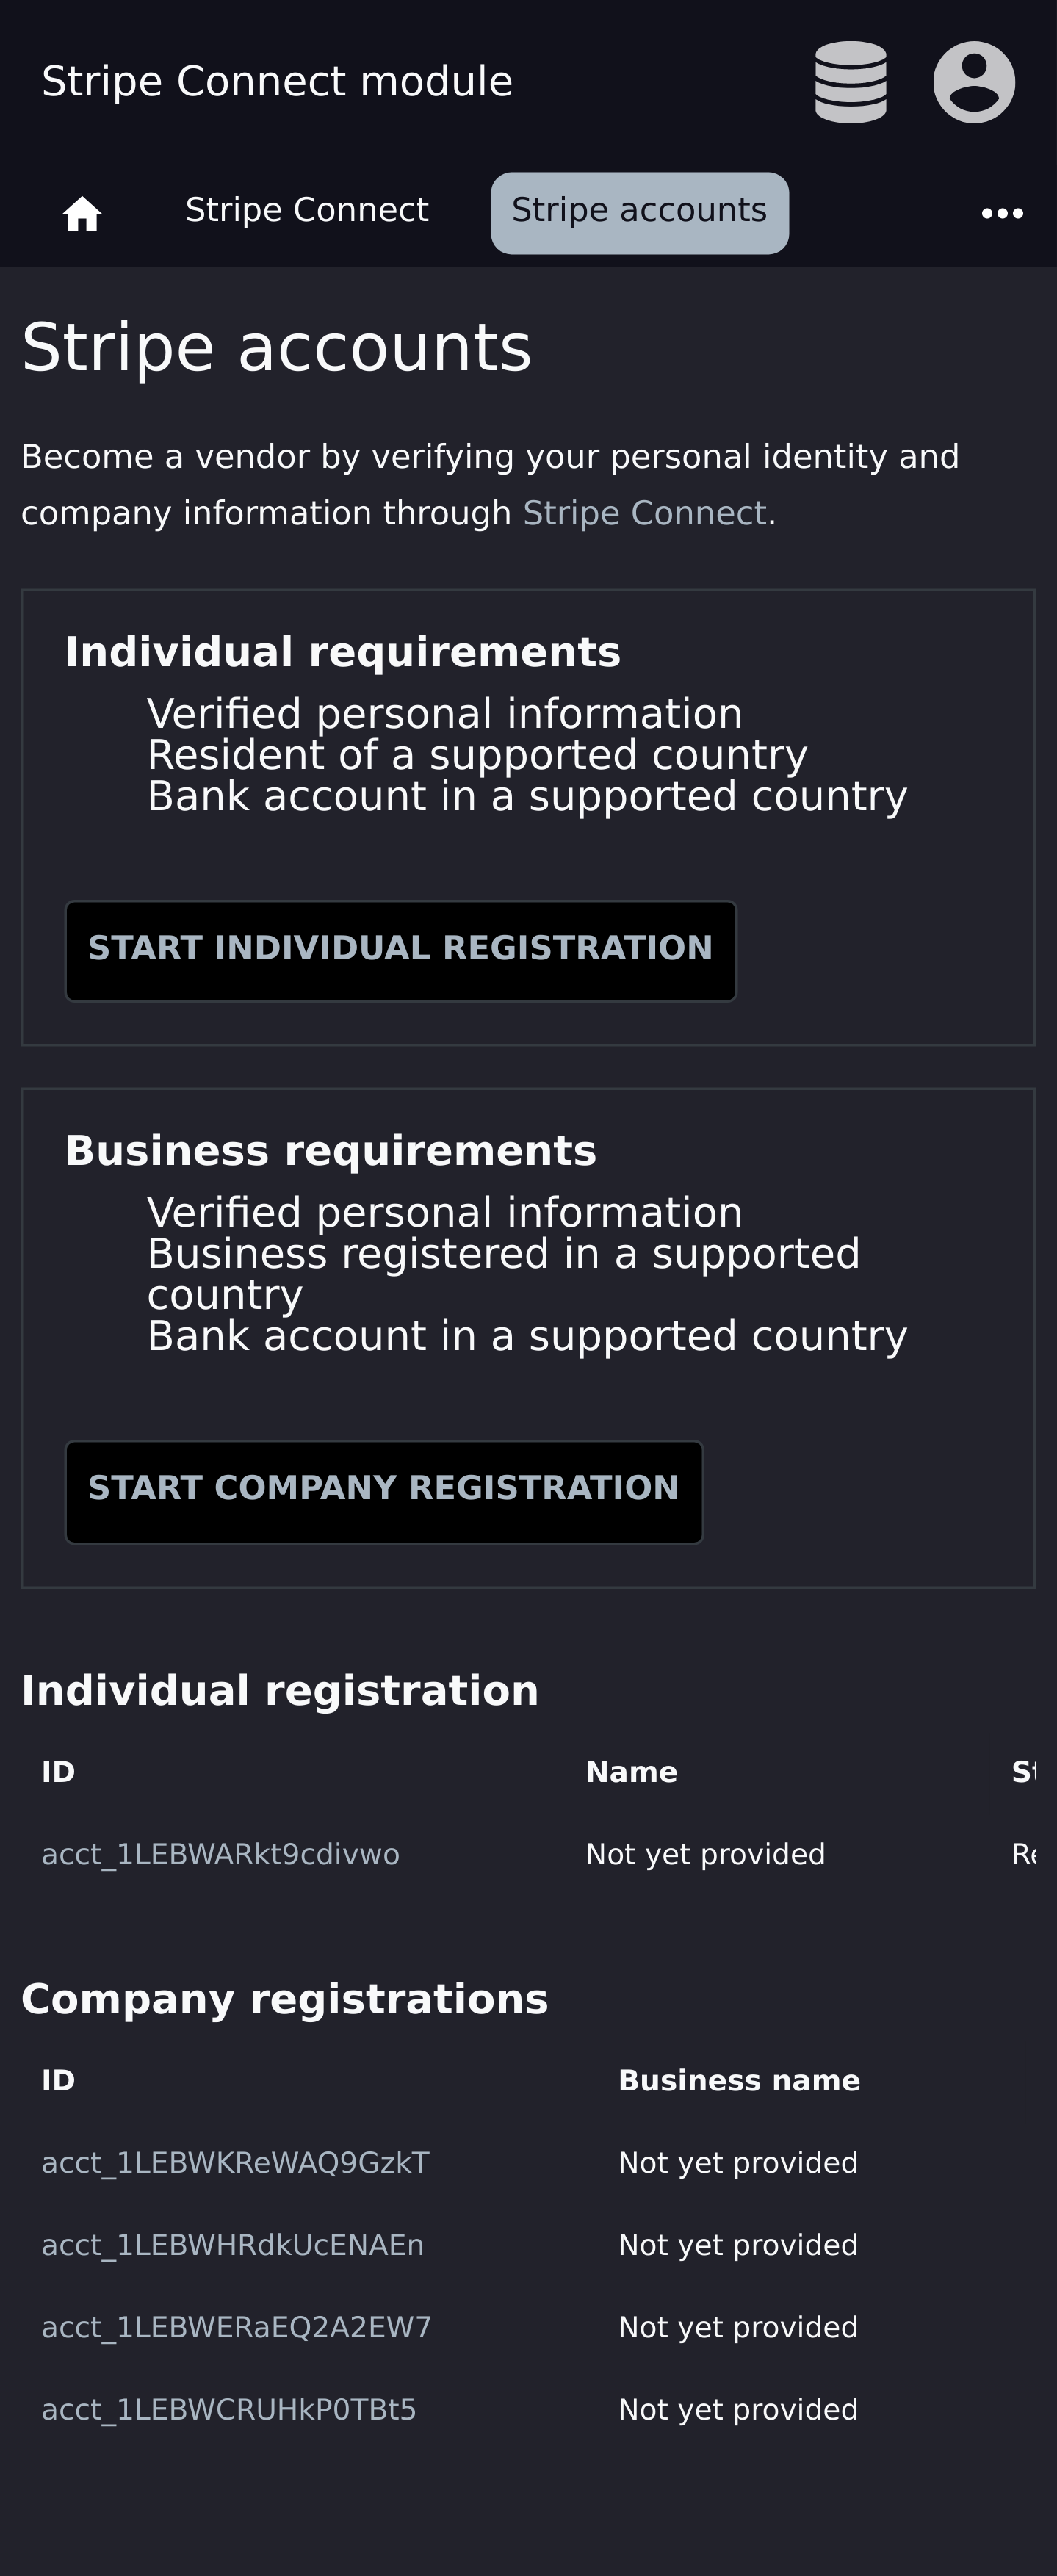 Stripe Connect module
Stripe Connect
Stripe accounts
Stripe accounts
Become a vendor by verifying your personal identity and
company information through Stripe Connect.
Individual requirements
Verified personal information
Resident of a supported country
Bank account in a supported country
START INDIVIDUAL REGISTRATION
Business requirements
Verified personal information
Business registered in a supported
country
Bank account in a supported country
START COMPANY REGISTRATION
Individual registration
ID Name
acct_1LEBWARkt9cdivwo Not yet provided
Company registrations
ID Business name
acct_1LEBWKReWAQ9GzkT Not yet provided
acct_1LEBWHRdkUcENAEn Not yet provided
acct_1LEBWERaEQ2A2EW7 Not yet provided
acct_1LEBWCRUHkP0TBt5 Not yet provided